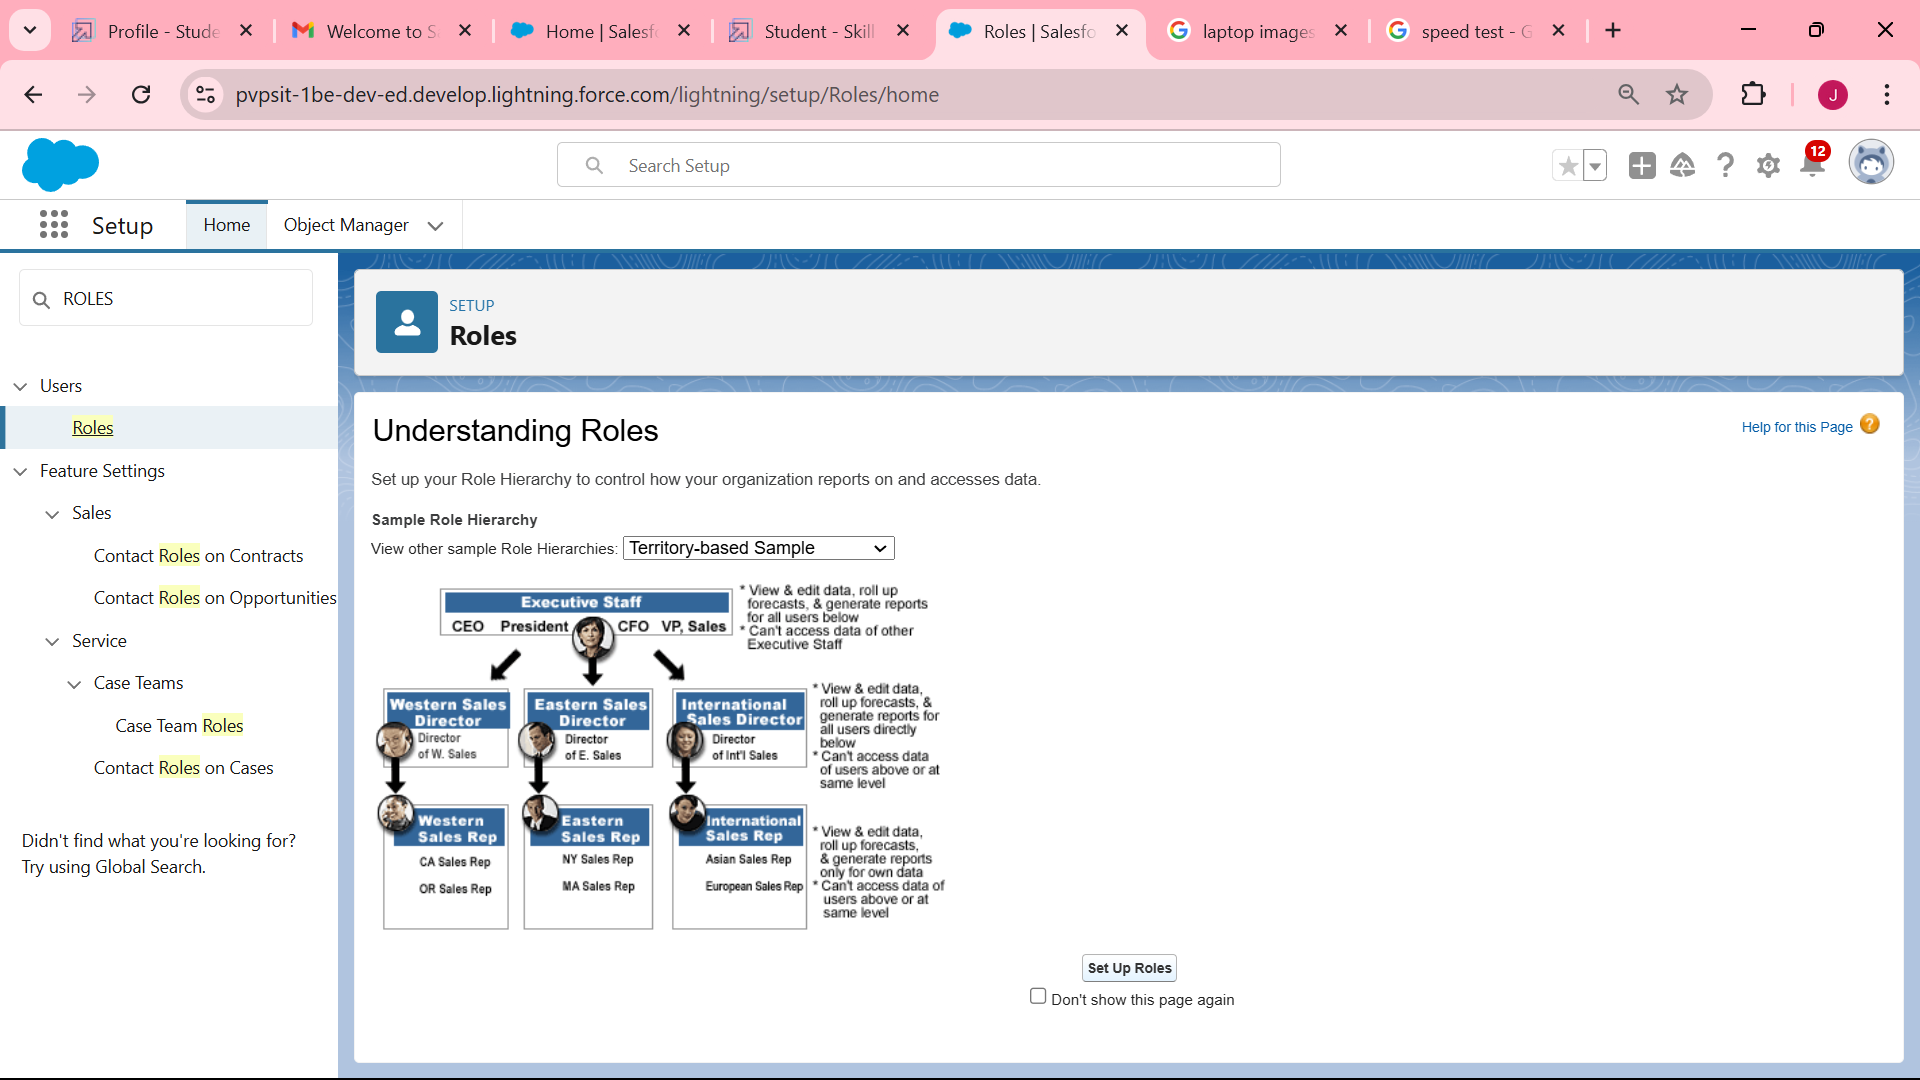 Profile - Stude
Welcome to Sa
Home | Salesfo
Student - Skill
Roles | Salesfo
laptop images
speed test - G
pvpsit-1be-dev-ed.develop.lightning.force.com/lightning/setup/Roles/home
J
Search Setup
12
Setup
Home
Object Manager
ROLES
Users
Roles
Feature Settings
Sales
Contact Roles on Contracts
Contact Roles on Opportunities
Service
Case Teams
Case Team Roles
Contact Roles on Cases
Didn't find what you're looking for?
Try using Global Search.
SETUP
Roles
Understanding Roles
Help for this Page ?
Set up your Role Hierarchy to control how your organization reports on and accesses data.
Sample Role Hierarchy
View other sample Role Hierarchies: Territory-based Sample
Executive Staff
CEO President CFO VP, Sales
* View & edit data, roll up
forecasts, & generate reports
for all users below
* Can't access data of other
Executive Staff
Western Sales
Director
Director
of W. Sales
Eastern Sales
Director
Director
of E. Sales
International
Sales Director
Director
of Int'l Sales
* View & edit data,
roll up forecasts, &
generate reports for
all users directly
below
* Can't access data
of users above or at
same level
Western
Sales Rep
CA Sales Rep
OR Sales Rep
Eastern
Sales Rep
NY Sales Rep
MA Sales Rep
International
Sales Rep
Asian Sales Rep
European Sales Rep
* View & edit data,
roll up forecasts,
& generate reports
only for own data
* Can't access data of
users above or at
same level
Set Up Roles
Don't show this page again